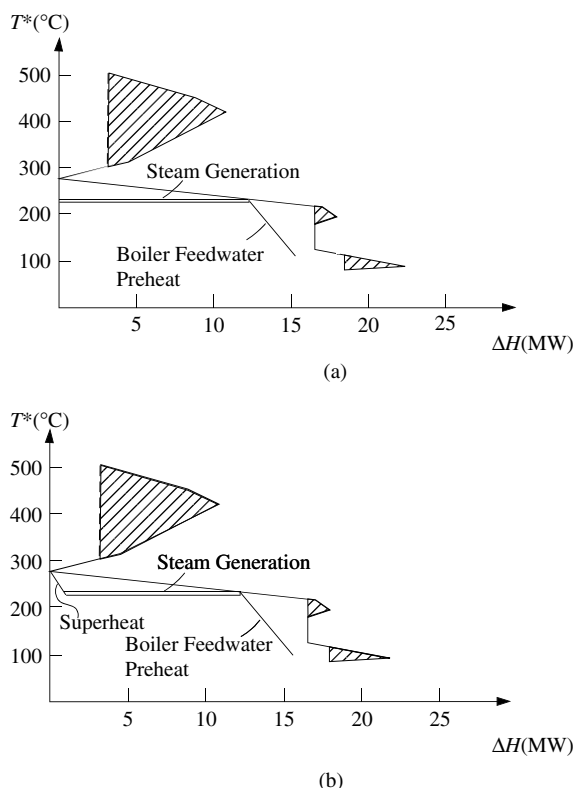 T*(°C)
500
400
300
Steam Generation
200
Boiler Feedwater
Preheat
100
5
10
15
20
25
ΔH(MW)
(a)
T*(°C)
500
400
300
Steam Generation
200
Superheat
Boiler Feedwater
Preheat
100
5
10
15
20
25
ΔH(MW)
(b)